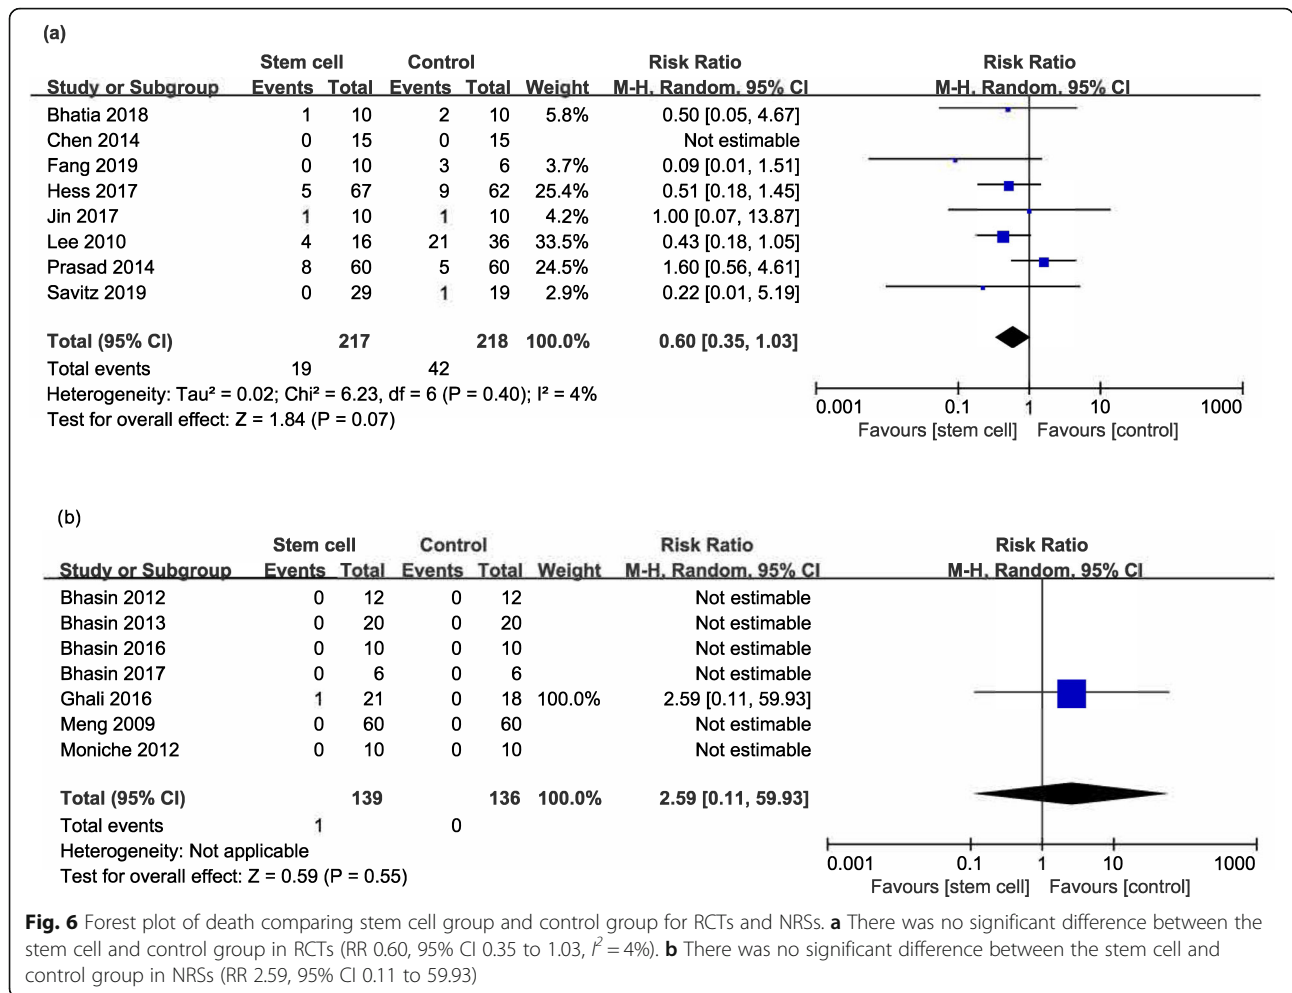 (a)
Stem cell Control Risk Ratio Risk Ratio
Study or Subgroup Events Total Events Total Weight M-H, Random, 95% CI M-H, Random, 95% CI
Bhatia 2018 1 10 2 10 5.8% 0.50 [0.05, 4.67]
Chen 2014 0 15 0 15 Not estimable
Fang 2019 0 10 3 6 3.7% 0.09 [0.01, 1.51]
Hess 2017 5 67 9 62 25.4% 0.51 [0.18, 1.45]
Jin 2017 1 10 1 10 4.2% 1.00 [0.07, 13.87]
Lee 2010 4 16 21 36 33.5% 0.43 [0.18, 1.05]
Prasad 2014 8 60 5 60 24.5% 1.60 [0.56, 4.61]
Savitz 2019 0 29 1 19 2.9% 0.22 [0.01, 5.19]
Total (95% CI) 217 218 100.0% 0.60 [0.35, 1.03]
Total events 19 42
Heterogeneity: Tau² = 0.02; Chi² = 6.23, df = 6 (P = 0.40); I² = 4%
Test for overall effect: Z = 1.84 (P = 0.07)
0.001 0.1 1 10 1000
Favours [stem cell] Favours [control]
(b)
Stem cell Control Risk Ratio Risk Ratio
Study or Subgroup Events Total Events Total Weight M-H, Random, 95% CI M-H, Random, 95% CI
Bhasin 2012 0 12 0 12 Not estimable
Bhasin 2013 0 20 0 20 Not estimable
Bhasin 2016 0 10 0 10 Not estimable
Bhasin 2017 0 6 0 6 Not estimable
Ghali 2016 1 21 0 18 100.0% 2.59 [0.11, 59.93]
Meng 2009 0 60 0 60 Not estimable
Moniche 2012 0 10 0 10 Not estimable
Total (95% CI) 139 136 100.0% 2.59 [0.11, 59.93]
Total events 1 0
Heterogeneity: Not applicable
Test for overall effect: Z = 0.59 (P = 0.55)
0.001 0.1 1 10 1000
Favours [stem cell] Favours [control]
Fig. 6 Forest plot of death comparing stem cell group and control group for RCTs and NRSs. a There was no significant difference between the
stem cell and control group in RCTs (RR 0.60, 95% CI 0.35 to 1.03, I² = 4%). b There was no significant difference between the stem cell and
control group in NRSs (RR 2.59, 95% CI 0.11 to 59.93)